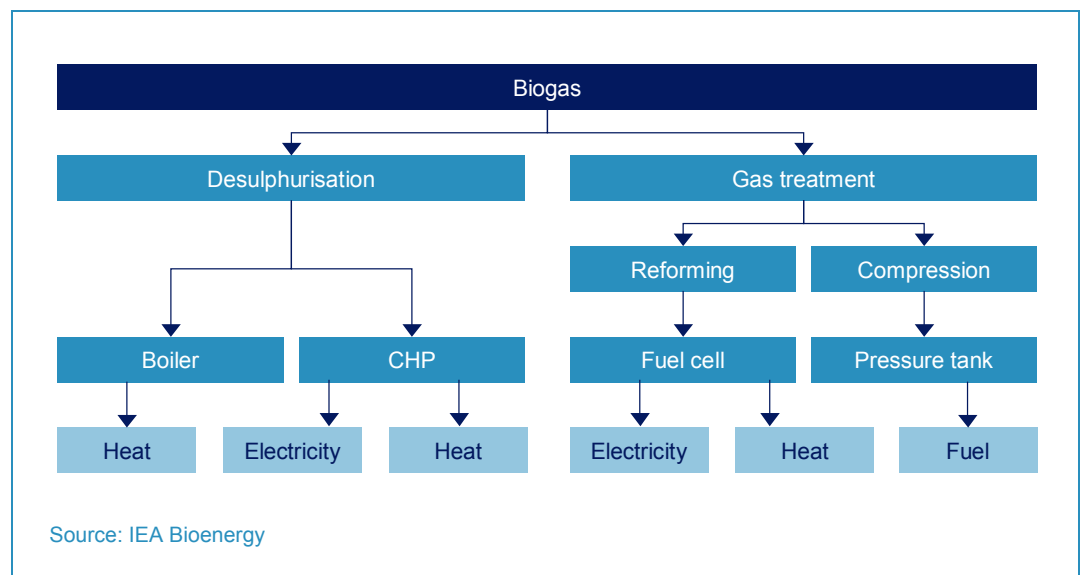 Biogas
Desulphurisation
Gas treatment
Reforming
Compression
Boiler
CHP
Fuel cell
Pressure tank
Heat
Electricity
Heat
Electricity
Heat
Fuel
Source: IEA Bioenergy